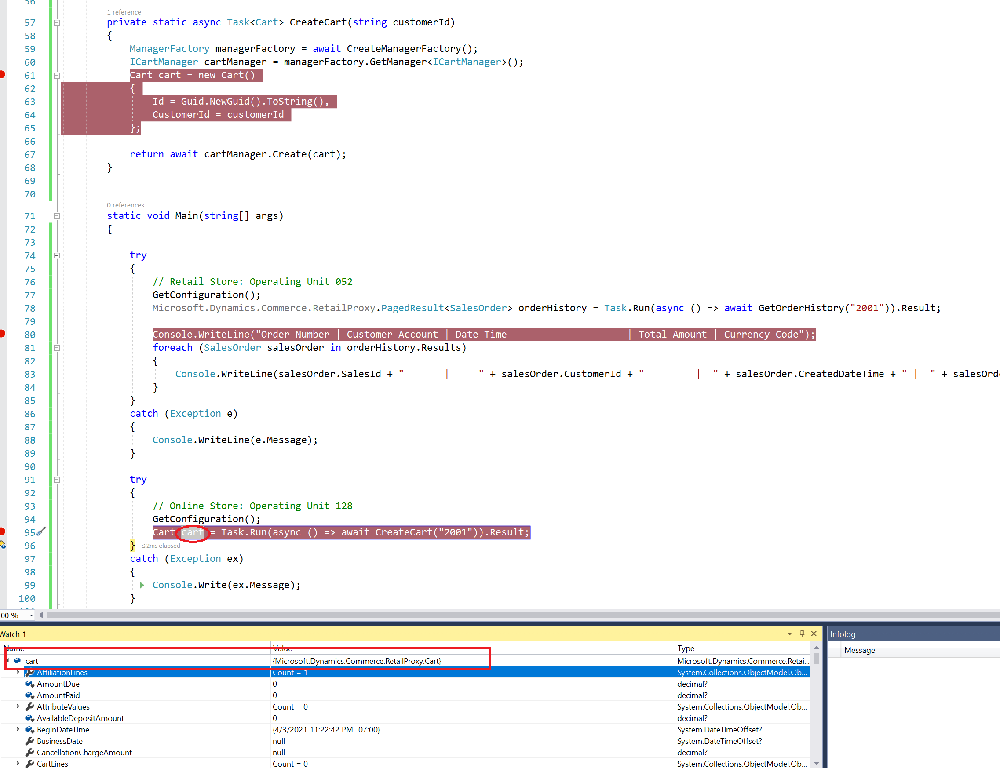 56
1 reference
57 private static async Task<Cart> CreateCart(string customerId)
58 {
59 ManagerFactory managerFactory = await CreateManagerFactory();
60 ICartManager cartManager = managerFactory.GetManager<ICartManager>();
61 Cart cart = new Cart()
62 {
63 Id = Guid.NewGuid().ToString(),
64 CustomerId = customerId
65 };
66
67 return await cartManager.Create(cart);
68 }
69
70
0 references
71 static void Main(string[] args)
72 {
73
74 try
75 {
76 // Retail Store: Operating Unit 052
77 GetConfiguration();
78 Microsoft.Dynamics.Commerce.RetailProxy.PagedResult<SalesOrder> orderHistory = Task.Run(async () => await GetOrderHistory("2001")).Result;
79
80 Console.WriteLine("Order Number | Customer Account | Date Time | Total Amount | Currency Code");
81 foreach (SalesOrder salesOrder in orderHistory.Results)
82 {
83 Console.WriteLine(salesOrder.SalesId + " | " + salesOrder.CustomerId + " | " + salesOrder.CreatedDateTime + " | " + salesOrd
84 }
85 }
86 catch (Exception e)
87 {
88 Console.WriteLine(e.Message);
89 }
90
91 try
92 {
93 // Online Store: Operating Unit 128
94 GetConfiguration();
95 Cart cart = Task.Run(async () => await CreateCart("2001")).Result;
96 } ≤2ms elapsed
97 catch (Exception ex)
98 {
99 Console.Write(ex.Message);
100 }
00 %
Watch 1
Infolog
Name Value Type
Message
cart {Microsoft.Dynamics.Commerce.RetailProxy.Cart} Microsoft.Dynamics.Commerce.Retai...
AffiliationLines Count = 1 System.Collections.ObjectModel.Ob...
AmountDue 0 decimal?
AmountPaid 0 decimal?
AttributeValues Count = 0 System.Collections.ObjectModel.Ob...
AvailableDepositAmount 0 decimal?
BeginDateTime {4/3/2021 11:22:42 PM -07:00} System.DateTimeOffset?
BusinessDate null System.DateTimeOffset?
CancellationChargeAmount null decimal?
CartLines Count = 0 System.Collections.ObjectModel.Ob...